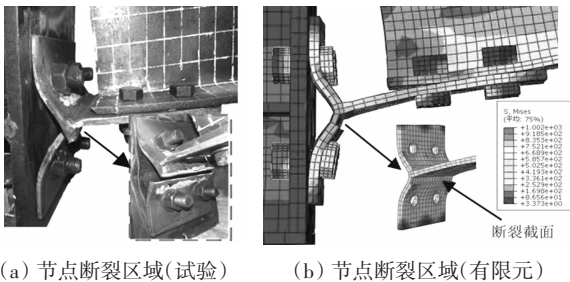 S, Mises
(平均: 75%)
+1.002e+03
+9.185e+02
+8.353e+02
+7.521e+02
+6.689e+02
+5.857e+02
+5.025e+02
+4.193e+02
+3.361e+02
+2.529e+02
+1.698e+02
+8.656e+01
+3.373e+00
断裂截面
(a) 节点断裂区域(试验)
(b) 节点断裂区域(有限元)